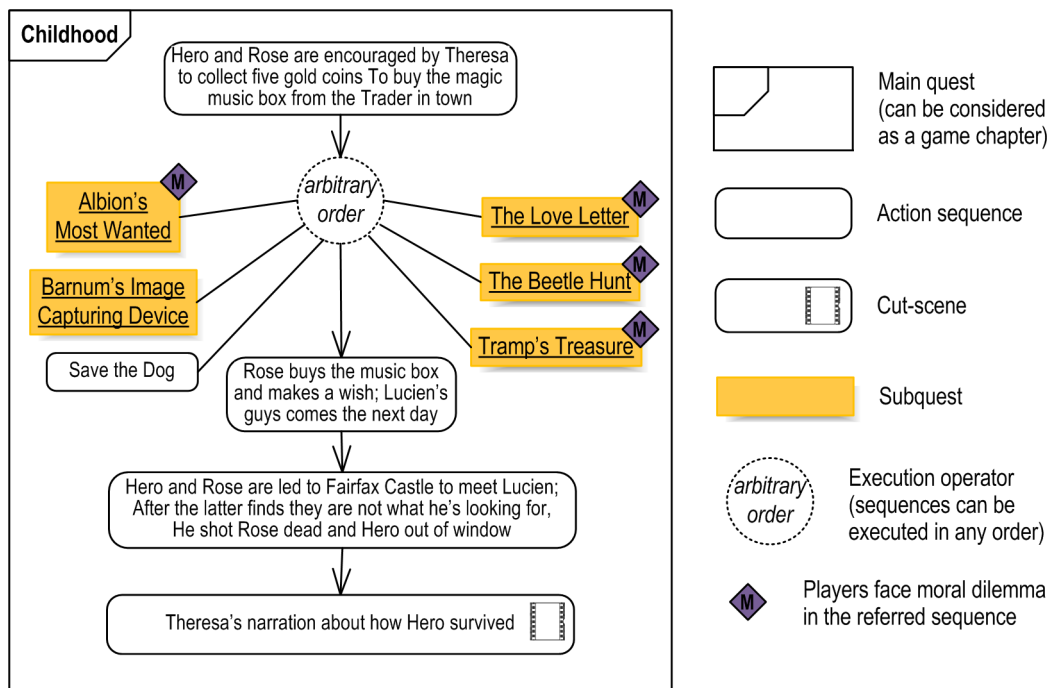 Childhood
Hero and Rose are encouraged by Theresa
to collect five gold coins To buy the magic
music box from the Trader in town
arbitrary
order
M
Albion's
Most Wanted
Barnum's Image
Capturing Device
Save the Dog
M
The Love Letter
M
The Beetle Hunt
M
Tramp's Treasure
Rose buys the music box
and makes a wish; Lucien's
guys comes the next day
Hero and Rose are led to Fairfax Castle to meet Lucien;
After the latter finds they are not what he's looking for,
He shot Rose dead and Hero out of window
Theresa's narration about how Hero survived
Main quest
(can be considered
as a game chapter)
Action sequence
Cut-scene
Subquest
arbitrary
order
Execution operator
(sequences can be
executed in any order)
M
Players face moral dilemma
in the referred sequence